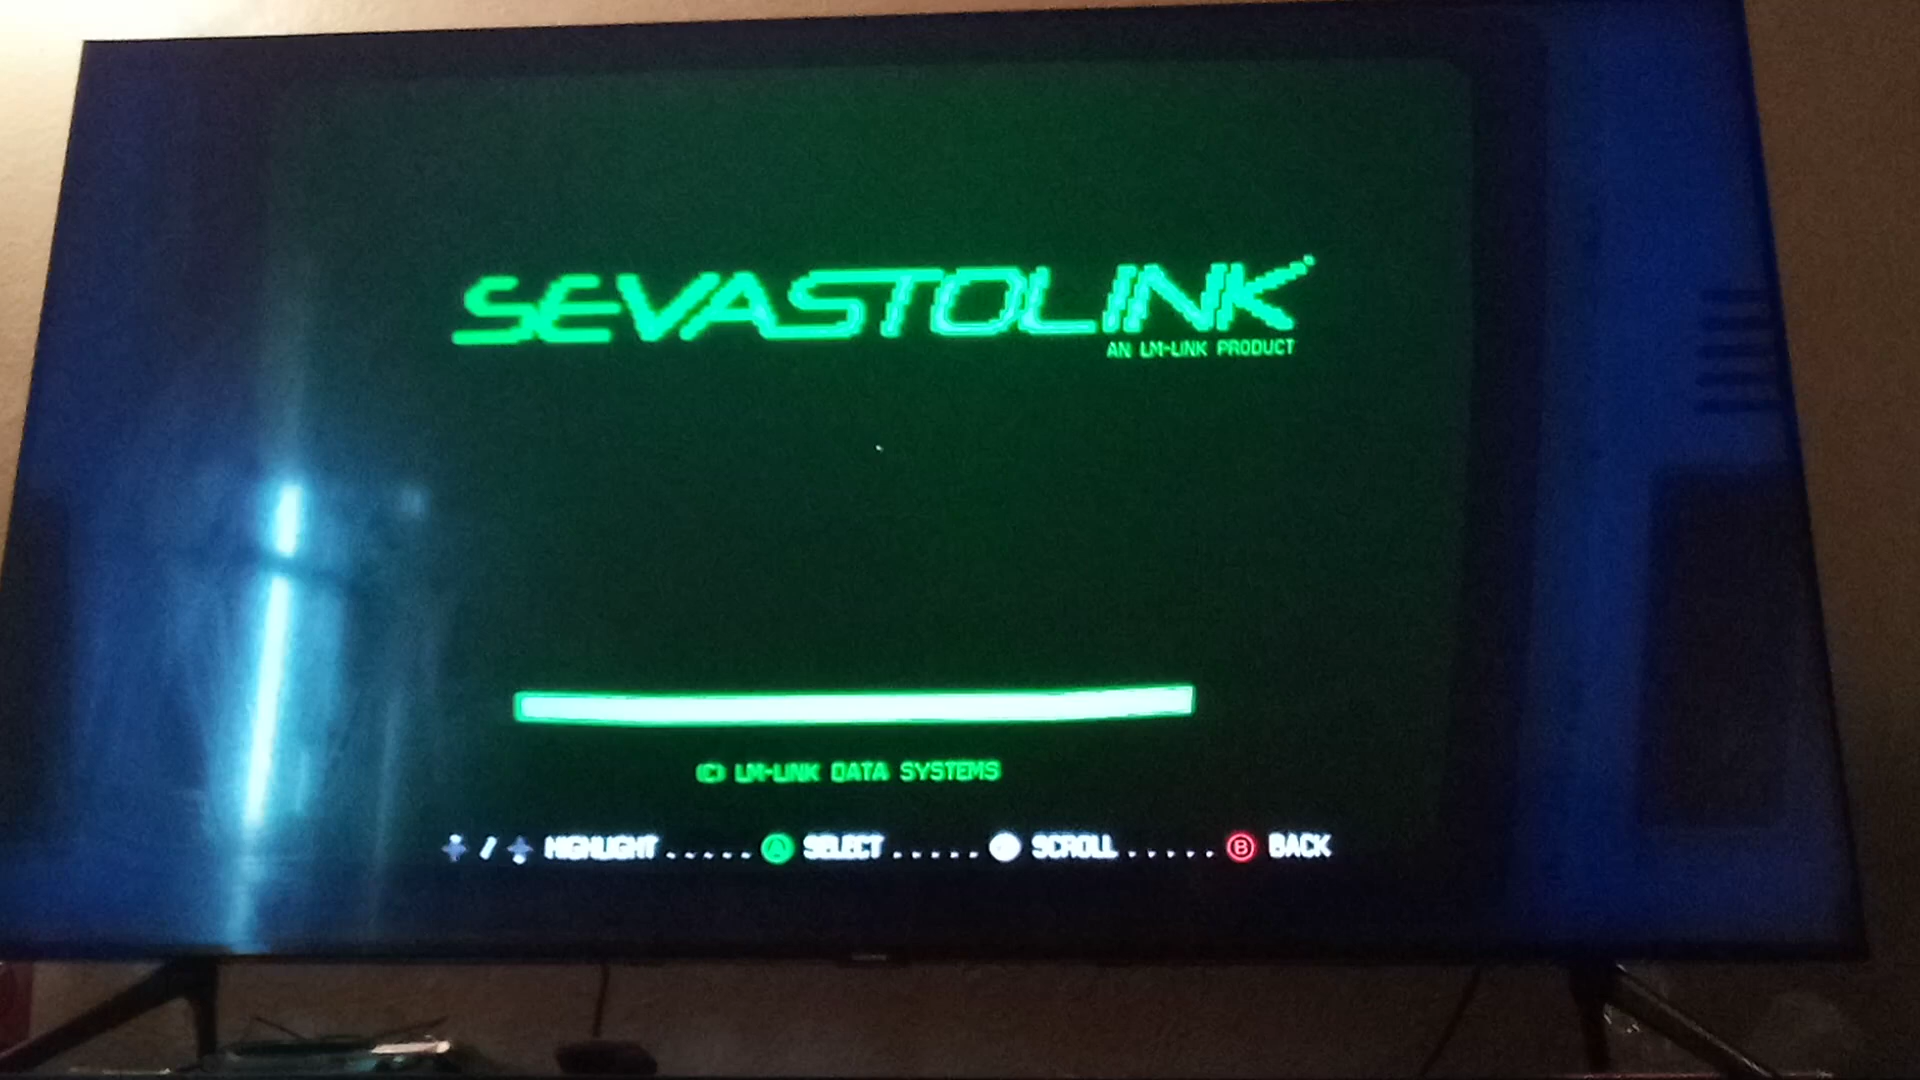 SEVASTOLINK
AN LM-LINK PRODUCT
(C) LM-LINK DATA SYSTEMS
/ HIGHLIGHT ..... A SELECT ..... SCROLL ..... B BACK